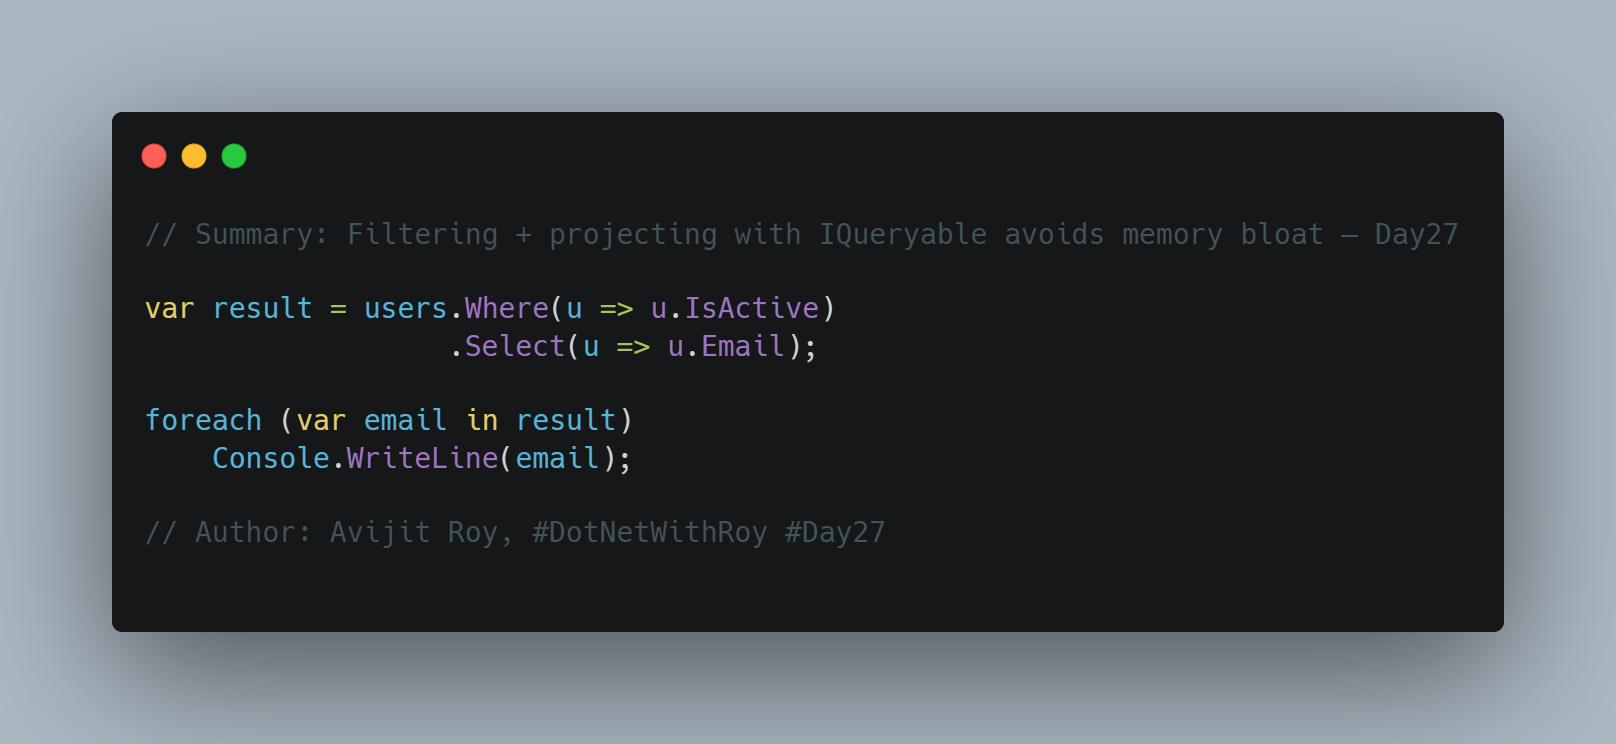 // Summary: Filtering + projecting with IQueryable avoids memory bloat — Day27
var result = users.Where(u => u.IsActive)
                  .Select(u => u.Email);
foreach (var email in result)
    Console.WriteLine(email);
// Author: Avijit Roy, #DotNetWithRoy #Day27